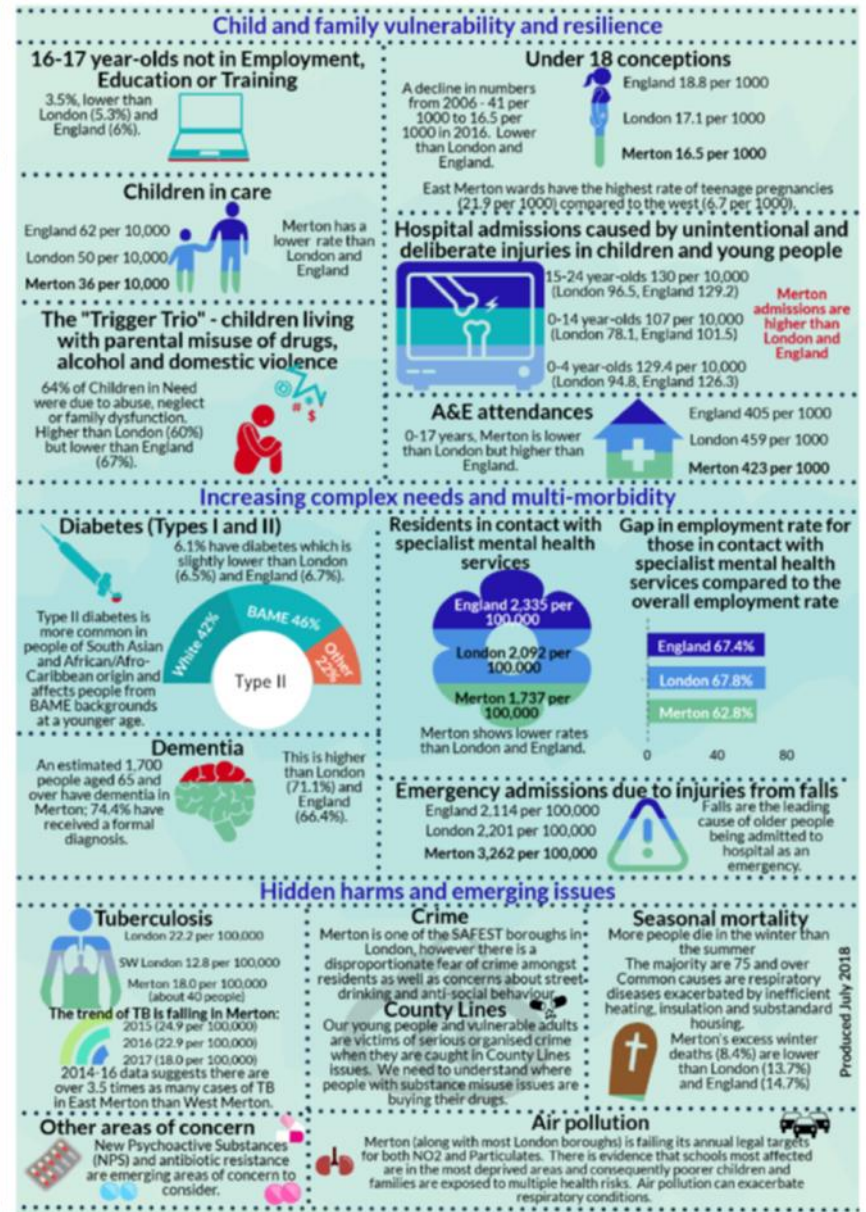 Child and family vulnerability and resilience
16-17 year-olds not in Employment,
Education or Training
3.5%, lower than
London (5.3%) and
England (6%).
Under 18 conceptions
A decline in numbers
from 2006 - 41 per
1000 to 16.5 per
1000 in 2016. Lower
than London and
England.
England 18.8 per 1000
London 17.1 per 1000
Merton 16.5 per 1000
East Merton wards have the highest rate of teenage pregnancies
(21.9 per 1000) compared to the west (6.7 per 1000).
Children in care
England 62 per 10,000
London 50 per 10,000
Merton 36 per 10,000
Merton has a
lower rate than
London and
England
Hospital admissions caused by unintentional and
deliberate injuries in children and young people
15-24 year-olds 130 per 10,000
(London 96.5, England 129.2)
0-14 year-olds 107 per 10,000
(London 78.1, England 101.5)
0-4 year-olds 129.4 per 10,000
(London 94.8, England 126.3)
Merton
admissions are
higher than
London and
England
The "Trigger Trio" - children living
with parental misuse of drugs,
alcohol and domestic violence
64% of Children in Need
were due to abuse, neglect
or family dysfunction.
Higher than London (60%)
but lower than England
(67%).
# $
A&E attendances
0-17 years, Merton is lower
than London but higher than
England.
England 405 per 1000
London 459 per 1000
Merton 423 per 1000
Increasing complex needs and multi-morbidity
Diabetes (Types I and II)
6.1% have diabetes which is
slightly lower than London
(6.5%) and England (6.7%).
Type II diabetes is
more common in
people of South Asian
and African/Afro-
Caribbean origin and
affects people from
BAME backgrounds
at a younger age.
White 42%
BAME 46%
Other
22%
Type II
Residents in contact with
specialist mental health
services
England 2,335 per
100,000
London 2,092 per
100,000
Merton 1,737 per
100,000
Merton shows lower rates
than London and England.
Gap in employment rate for
those in contact with
specialist mental health
services compared to the
overall employment rate
England 67.4%
London 67.8%
Merton 62.8%
0 40 80
Dementia
An estimated 1,700
people aged 65 and
over have dementia in
Merton; 74.4% have
received a formal
diagnosis.
This is higher
than London
(71.1%) and
England
(66.4%).
Emergency admissions due to injuries from falls
England 2,114 per 100,000
London 2,201 per 100,000
Merton 3,262 per 100,000
Falls are the leading
cause of older people
being admitted to
hospital as an
emergency.
Hidden harms and emerging issues
Tuberculosis
London 22.2 per 100,000
SW London 12.8 per 100,000
Merton 18.0 per 100,000
(about 40 people)
The trend of TB is falling in Merton:
2015 (24.9 per 100,000)
2016 (22.9 per 100,000)
2017 (18.0 per 100,000)
2014-16 data suggests there are
over 3.5 times as many cases of TB
in East Merton than West Merton.
Crime
Merton is one of the SAFEST boroughs in
London, however there is a
disproportionate fear of crime amongst
residents as well as concerns about street
drinking and anti-social behaviour
County Lines
Our young people and vulnerable adults
are victims of serious organised crime
when they are caught in County Lines
issues. We need to understand where
people with substance misuse issues are
buying their drugs.
Seasonal mortality
More people die in the winter than
the summer
The majority are 75 and over
Common causes are respiratory
diseases exacerbated by inefficient
heating, insulation and substandard
housing.
Merton's excess winter
deaths (8.4%) are lower
than London (13.7%)
and England (14.7%)
Produced July 2018
Other areas of concern
New Psychoactive Substances
(NPS) and antibiotic resistance
are emerging areas of concern to
consider.
Air pollution
Merton (along with most London boroughs) is failing its annual legal targets
for both NO2 and Particulates. There is evidence that schools most affected
are in the most deprived areas and consequently poorer children and
families are exposed to multiple health risks. Air pollution can exacerbate
respiratory conditions.